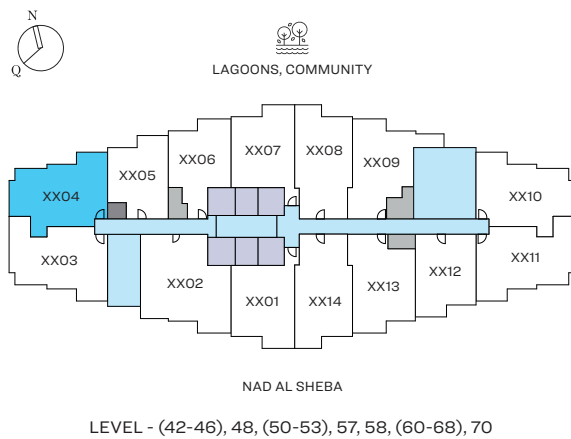 N
Q
LAGOONS, COMMUNITY
XX07
XX08
XX06
XX09
XX05
XX04
XX10
XX03
XX11
XX02
XX12
XX13
XX01
XX14
NAD AL SHEBA
LEVEL - (42-46), 48, (50-53), 57, 58, (60-68), 70